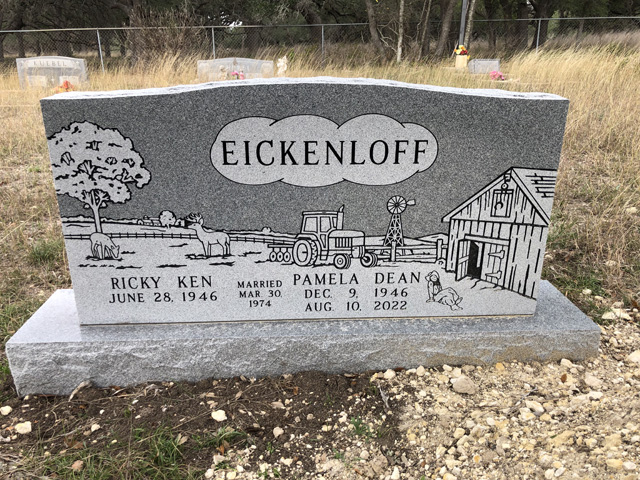 EICKENLOFF
RICKY KEN
JUNE 28, 1946
MARRIED
MAR. 30,
1974
PAMELA DEAN
DEC. 9, 1946
AUG. 10, 2022